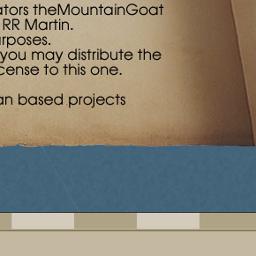 ators theMountainGoat
RR Martin.
rposes.
you may distribute the
cense to this one.
an based projects